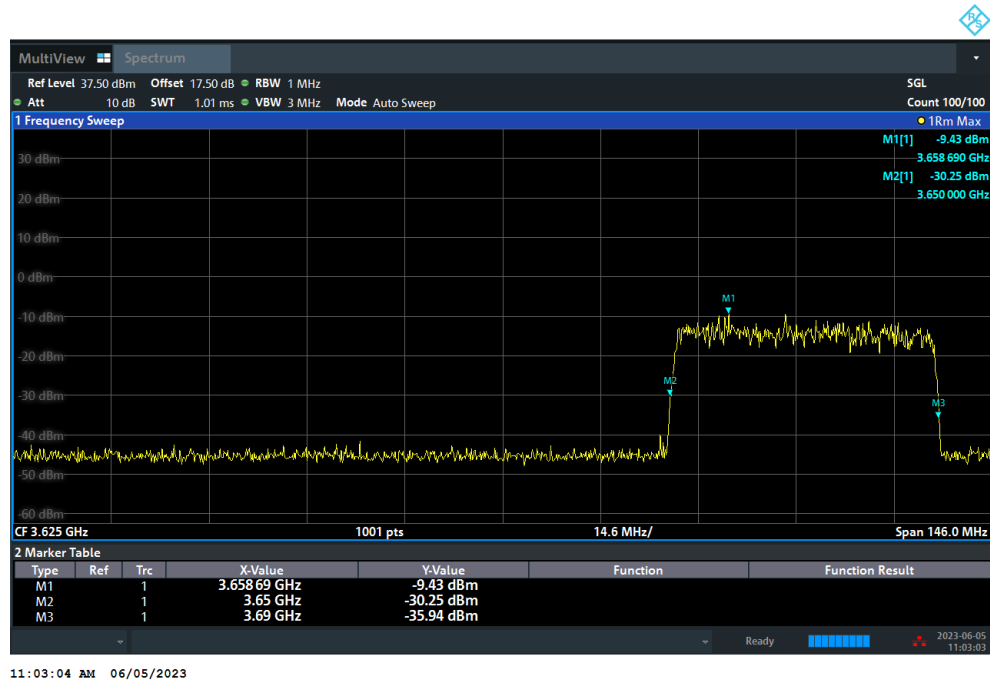 R&S
MultiView Spectrum
Ref Level 37.50 dBm Offset 17.50 dB RBW 1 MHz SGL
Att 10 dB SWT 1.01 ms VBW 3 MHz Mode Auto Sweep Count 100/100
1 Frequency Sweep 1Rm Max
M1[1] -9.43 dBm
3.658 690 GHz
M2[1] -30.25 dBm
3.650 000 GHz
30 dBm
20 dBm
10 dBm
0 dBm
M1
-10 dBm
-20 dBm
M2
-30 dBm
M3
-40 dBm
-50 dBm
-60 dBm
CF 3.625 GHz 1001 pts 14.6 MHz/ Span 146.0 MHz
2 Marker Table
Type Ref Trc X-Value Y-Value Function Function Result
M1 1 3.658 69 GHz -9.43 dBm
M2 1 3.65 GHz -30.25 dBm
M3 1 3.69 GHz -35.94 dBm
Ready 2023-06-05
11:03:03
11:03:04 AM 06/05/2023